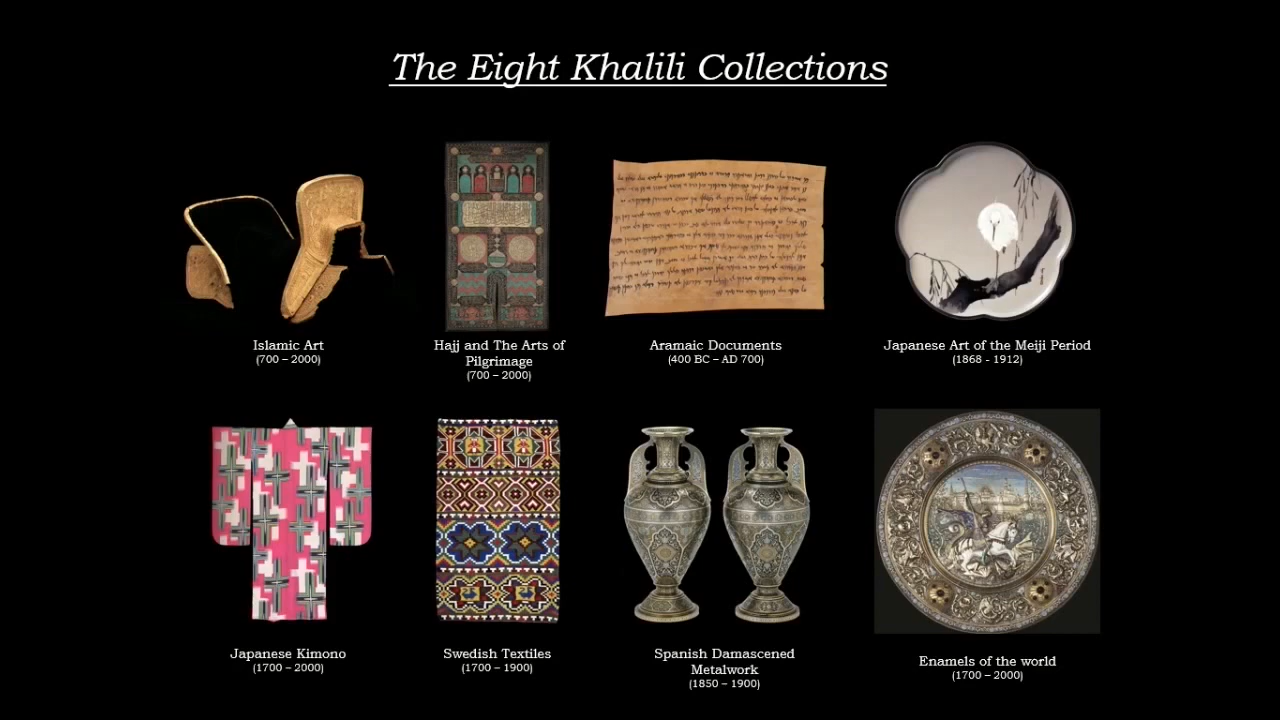 The Eight Khalili Collections
Islamic Art
(700 – 2000)
Hajj and The Arts of
Pilgrimage
(700 – 2000)
Aramaic Documents
(400 BC – AD 700)
Japanese Art of the Meiji Period
(1868 - 1912)
Japanese Kimono
(1700 – 2000)
Swedish Textiles
(1700 – 1900)
Spanish Damascened
Metalwork
(1850 – 1900)
Enamels of the world
(1700 – 2000)